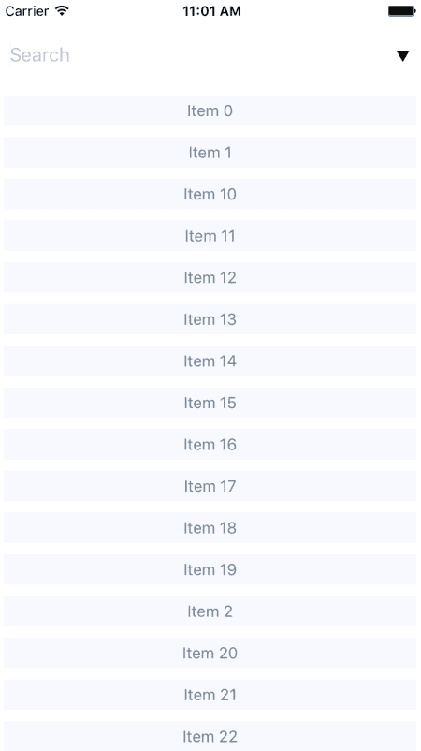 Carrier 11:01 AM
Search ▼
Item 0
Item 1
Item 10
Item 11
Item 12
Item 13
Item 14
Item 15
Item 16
Item 17
Item 18
Item 19
Item 2
Item 20
Item 21
Item 22